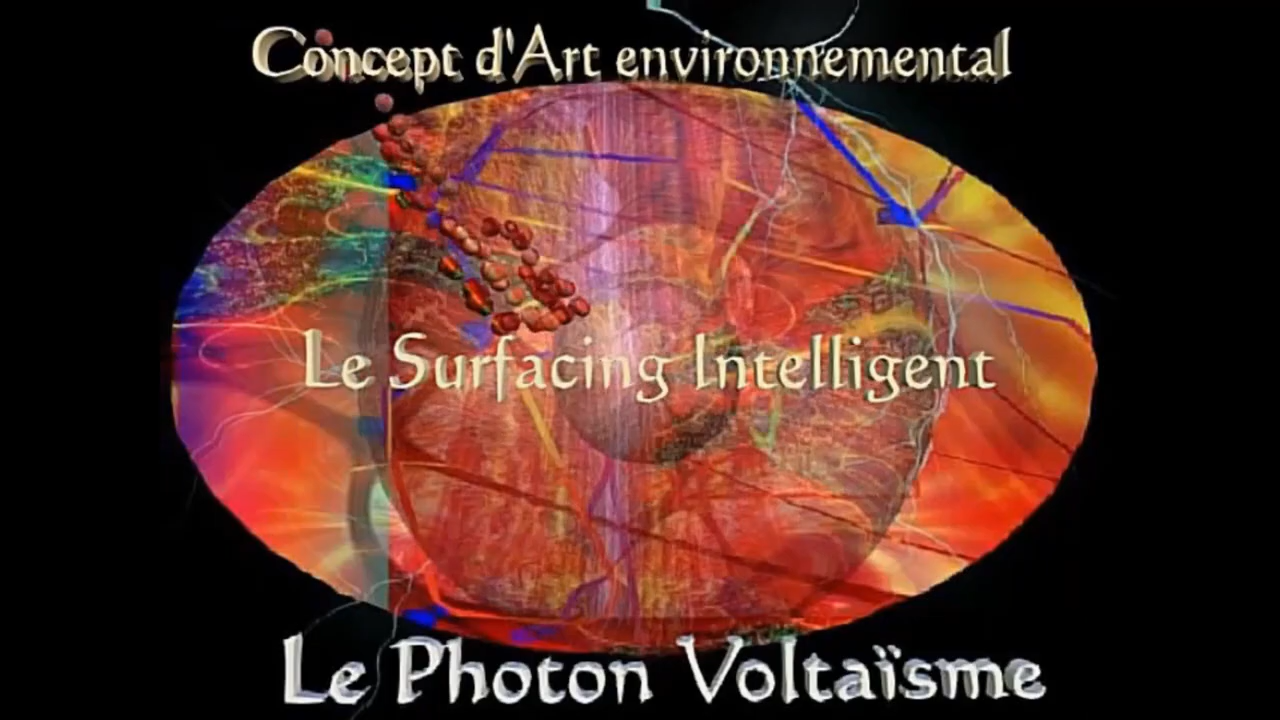 Concept d'Art environnemental
Le Surfacing Intelligent
Le Photon Voltaïsme